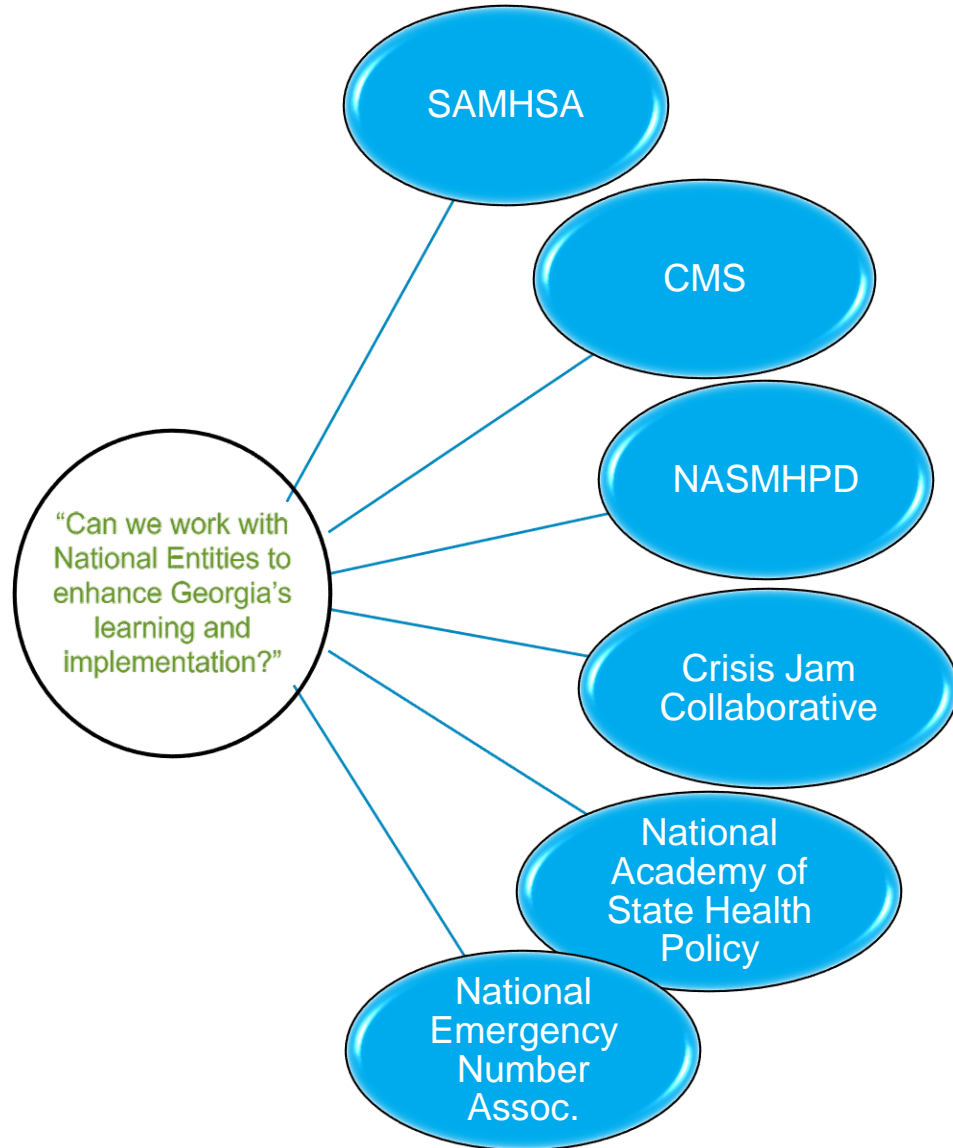 SAMHSA
CMS
NASMHPD
“Can we work with
National Entities to
enhance Georgia’s
learning and
implementation?”
Crisis Jam
Collaborative
National
Academy of
State Health
Policy
National
Emergency
Number
Assoc.